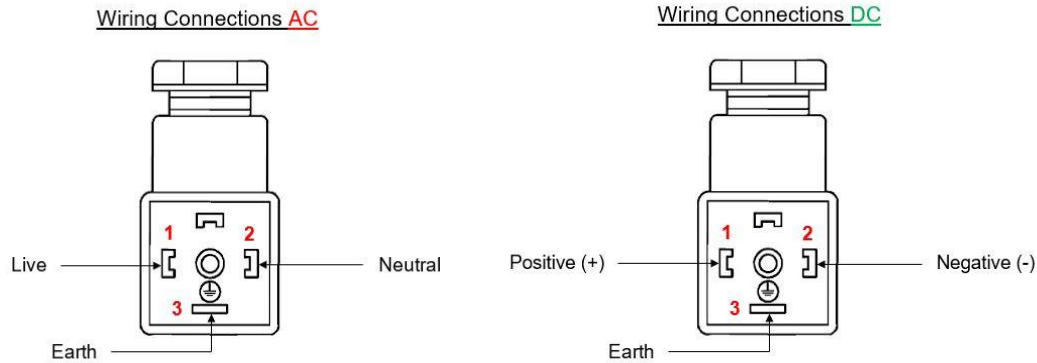 Wiring Connections AC
1
2
Live
Neutral
3
Earth
Wiring Connections DC
1
2
Positive (+)
Negative (-)
3
Earth